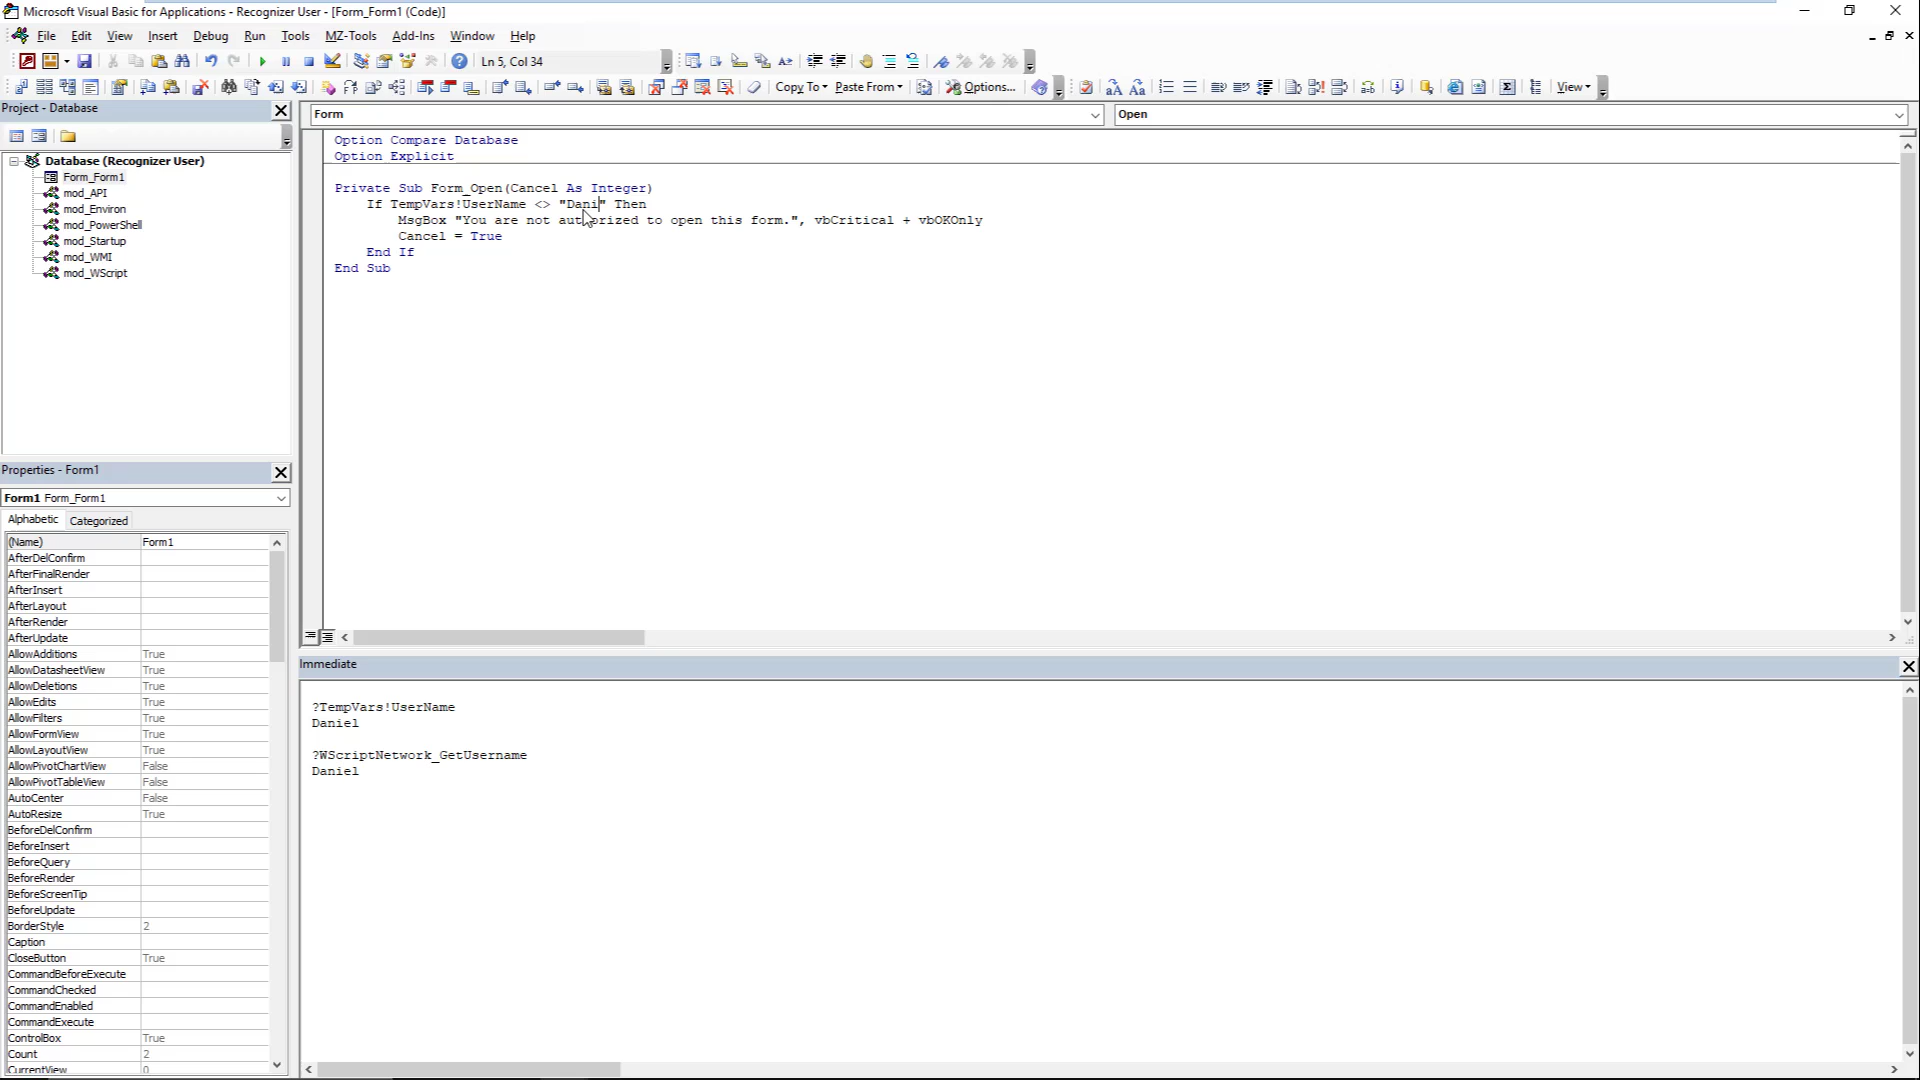 Microsoft Visual Basic for Applications - Recognizer User - [Form_Form1 (Code)]
File Edit View Insert Debug Run Tools MZ-Tools Add-Ins Window Help
Ln 5, Col 34
Copy To Paste From Options... View
Project - Database
Form Open
Database (Recognizer User)
Form_Form1
mod_API
mod_Environ
mod_PowerShell
mod_Startup
mod_WMI
mod_WScript
Option Compare Database
Option Explicit
Private Sub Form_Open(Cancel As Integer)
If TempVars!UserName <> "Dani" Then
MsgBox "You are not authorized to open this form.", vbCritical + vbOKOnly
Cancel = True
End If
End Sub
Properties - Form1
Form1 Form_Form1
Alphabetic Categorized
(Name) Form1
AfterDelConfirm
AfterFinalRender
AfterInsert
AfterLayout
AfterRender
AfterUpdate
AllowAdditions True
AllowDatasheetView True
AllowDeletions True
AllowEdits True
AllowFilters True
AllowFormView True
AllowLayoutView True
AllowPivotChartView False
AllowPivotTableView False
AutoCenter False
AutoResize True
BeforeDelConfirm
BeforeInsert
BeforeQuery
BeforeRender
BeforeScreenTip
BeforeUpdate
BorderStyle 2
Caption
CloseButton True
CommandBeforeExecute
CommandChecked
CommandEnabled
CommandExecute
ControlBox True
Count 2
CurrentView 0
Immediate
?TempVars!UserName
Daniel
?WScriptNetwork_GetUsername
Daniel